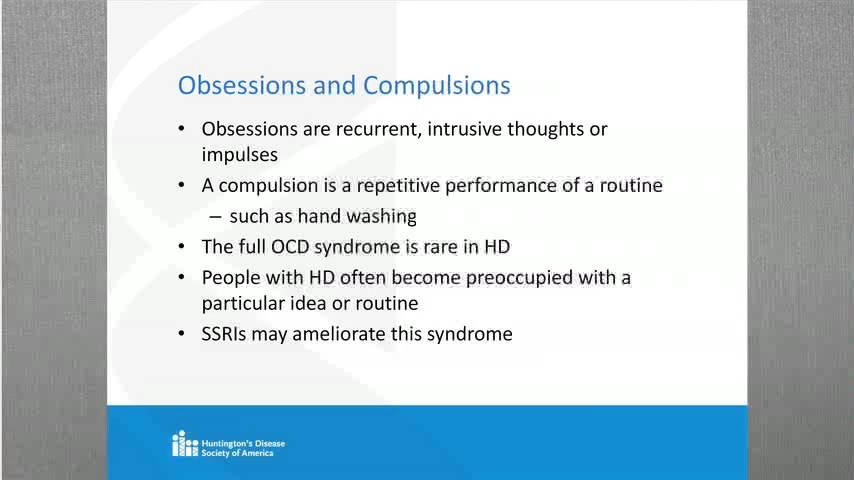 Obsessions and Compulsions
• Obsessions are recurrent, intrusive thoughts or
impulses
• A compulsion is a repetitive performance of a routine
– such as hand washing
• The full OCD syndrome is rare in HD
• People with HD often become preoccupied with a
particular idea or routine
• SSRIs may ameliorate this syndrome
Huntington's Disease
Society of America